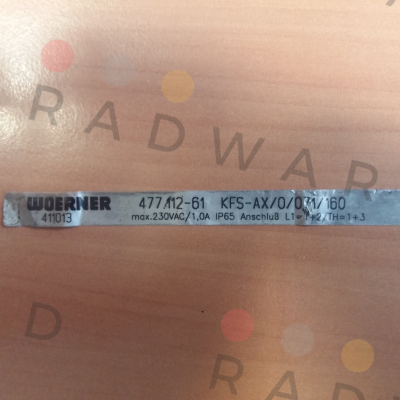 RADWAR
WOERNER 477.112-61 KFS-AX/0/071/160
411013 max.230VAC/1,0A IP65 Anschluß L1=1+2/TH=1+3
D
RADWAR